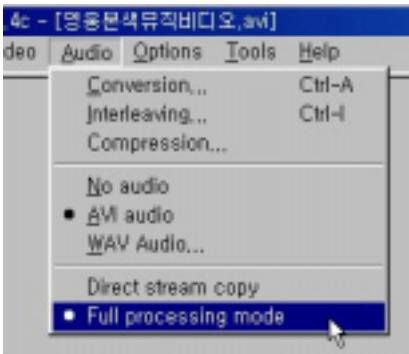 .4c - [영웅본색뮤직비디오.avi]
deo Audio Options Tools Help
Conversion... Ctrl-A
Interleaving... Ctrl-I
Compression...
No audio
AVI audio
WAV Audio...
Direct stream copy
Full processing mode